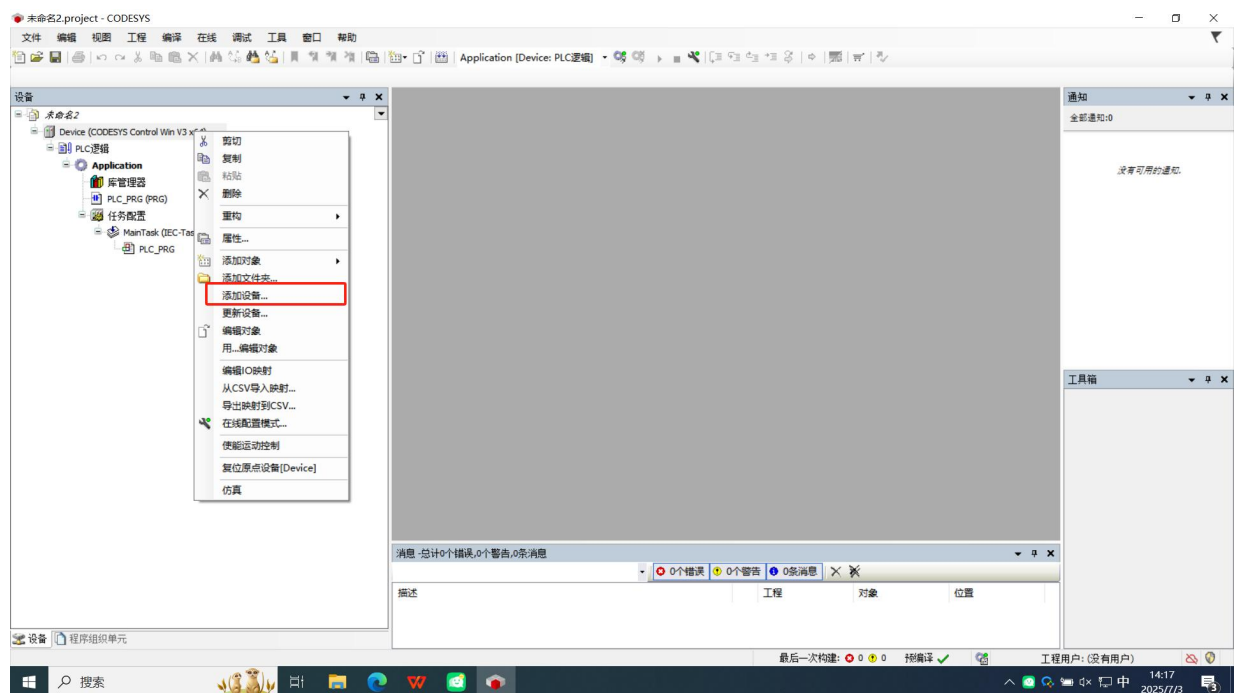 未命名2.project - CODESYS
文件 编辑 视图 工程 编译 在线 调试 工具 窗口 帮助
Application [Device: PLC逻辑]
设备
未命名2
Device (CODESYS Control Win V3 x64)
PLC逻辑
Application
库管理器
PLC_PRG (PRG)
任务配置
MainTask (IEC-Tas
PLC_PRG
剪切
复制
粘贴
删除
重构
属性...
添加对象
添加文件夹...
添加设备...
更新设备...
编辑对象
用...编辑对象
编辑IO映射
从CSV导入映射...
导出映射到CSV...
在线配置模式...
使能运动控制
复位原点设备[Device]
仿真
通知
全部通知:0
没有可用的通知.
工具箱
消息 -总计0个错误,0个警告,0条消息
0个错误 0个警告 0条消息
描述 工程 对象 位置
设备 程序组织单元
最后一次构建: 0 0 预编译 工程用户: (没有用户)
搜索
中
14:17
2025/7/3
3